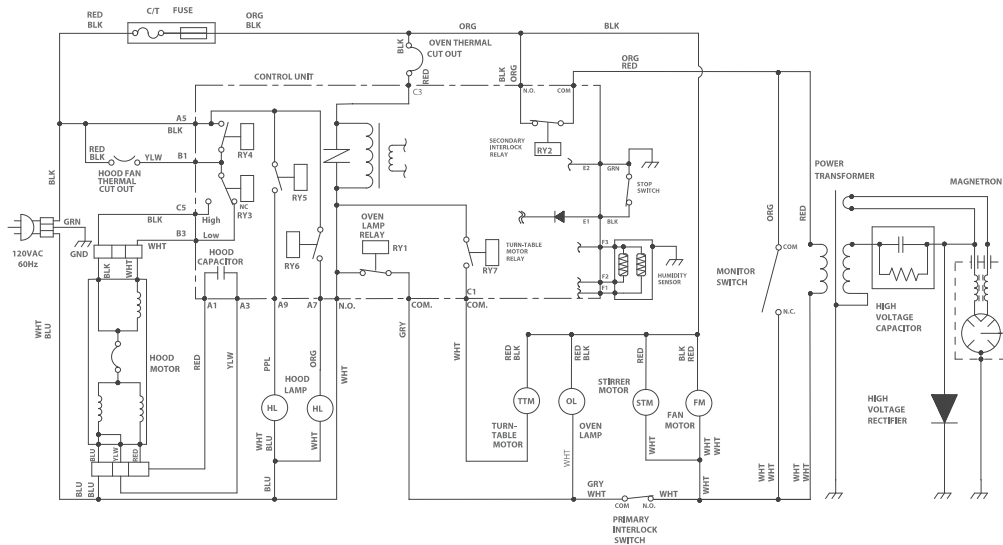 RED
BLK
C/T
FUSE
ORG
BLK
ORG
BLK
BLK
OVEN THERMAL
CUT OUT
RED
BLK
ORG
ORG
RED
CONTROL UNIT
C3
N.O.
COM
A5
BLK
RED
BLK
YLW
B1
RY4
HOOD FAN
THERMAL
CUT OUT
SECONDARY
INTERLOCK
RELAY
RY2
E2
GRN
STOP
SWITCH
E1
BLK
POWER
TRANSFORMER
MAGNETRON
BLK
RY5
C5
BLK
High
NC
RY3
GRN
GND
120VAC
60Hz
B3
WHT
Low
HOOD
CAPACITOR
RY6
OVEN
LAMP
RELAY
RY1
TURN-TABLE
MOTOR
RELAY
RY7
F3
F2
F1
HUMIDITY
SENSOR
ORG
RED
COM
MONITOR
SWITCH
N.C.
HIGH
VOLTAGE
CAPACITOR
BLK
WHT
A1
A3
A9
A7
N.O.
COM.
C1
COM.
WHT
BLU
HOOD
MOTOR
RED
YLW
PPL
ORG
WHT
GRY
WHT
HOOD
LAMP
HL
HL
WHT
BLU
WHT
RED
BLK
RED
BLK
STIRRER
MOTOR
RED
BLK
RED
TTM
OL
STM
FM
TURN-
TABLE
MOTOR
OVEN
LAMP
FAN
MOTOR
WHT
WHT
WHT
WHT
HIGH
VOLTAGE
RECTIFIER
BLU
YLW
RED
BLU
BLU
BLU
GRY
WHT
COM
N.O.
WHT
WHT
WHT
WHT
WHT
WHT
PRIMARY
INTERLOCK
SWITCH